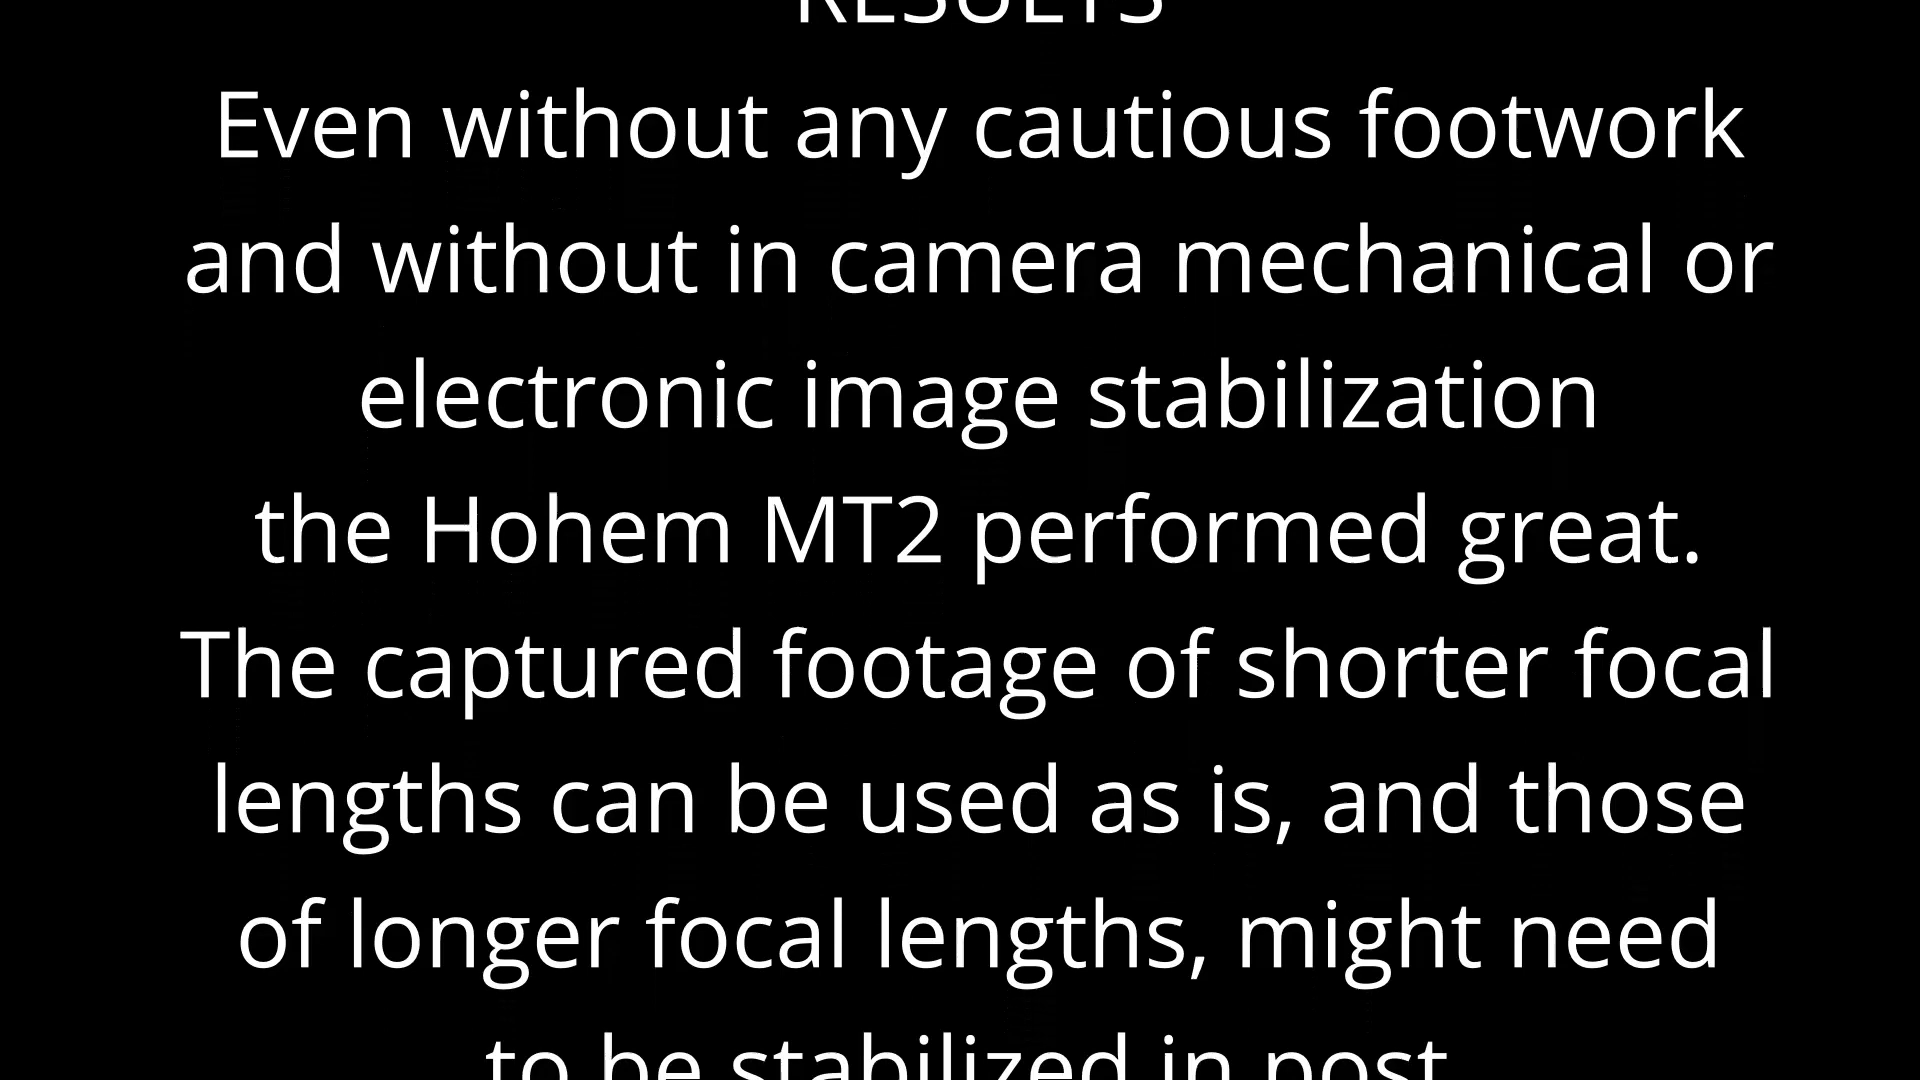 RESULTS
Even without any cautious footwork
and without in camera mechanical or
electronic image stabilization
the Hohem MT2 performed great.
The captured footage of shorter focal
lengths can be used as is, and those
of longer focal lengths, might need
to be stabilized in post